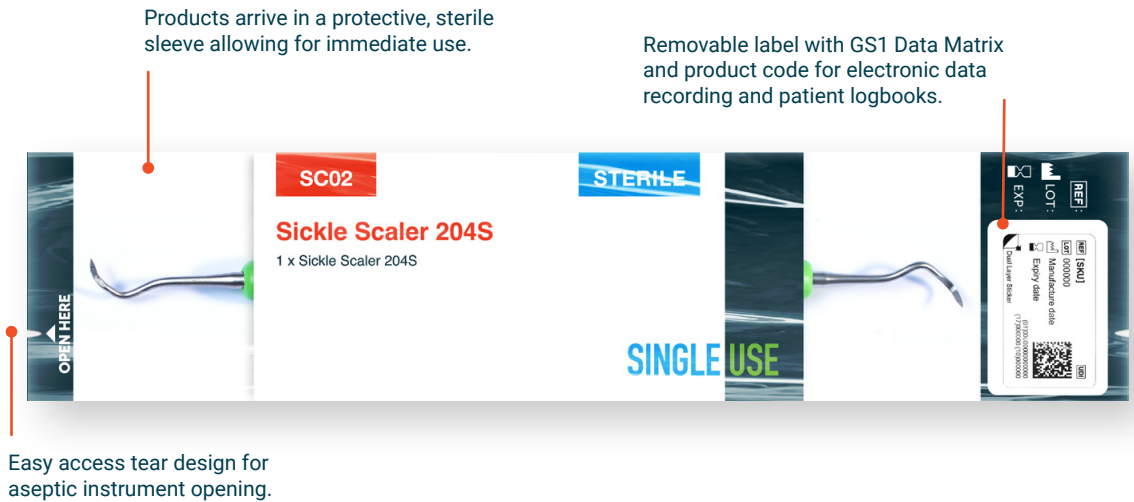 Products arrive in a protective, sterile
sleeve allowing for immediate use.
Removable label with GS1 Data Matrix
and product code for electronic data
recording and patient logbooks.
SC02
STERILE
Sickle Scaler 204S
1 x Sickle Scaler 204S
OPEN HERE
SINGLE USE
REF :
LOT :
EXP :
REF [SKU]
LOT 000000
Manufacture date
Expiry date
Dual Layer Sticker
UDI
Easy access tear design for
aseptic instrument opening.